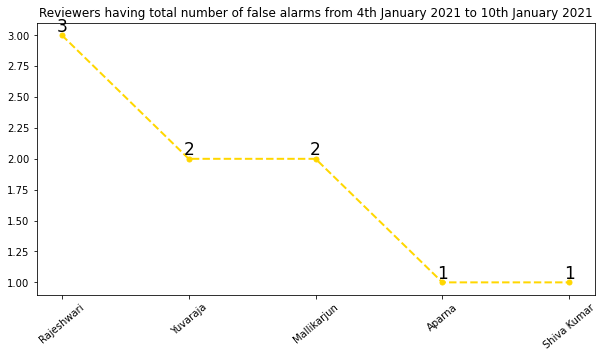 Reviewers having total number of false alarms from 4th January 2021 to 10th January 2021
3.00
2.75
2.50
2.25
2.00
1.75
1.50
1.25
1.00
3
2
2
1
1
Rajeshwari
Yuvaraja
Mallikarjun
Aparna
Shiva Kumar